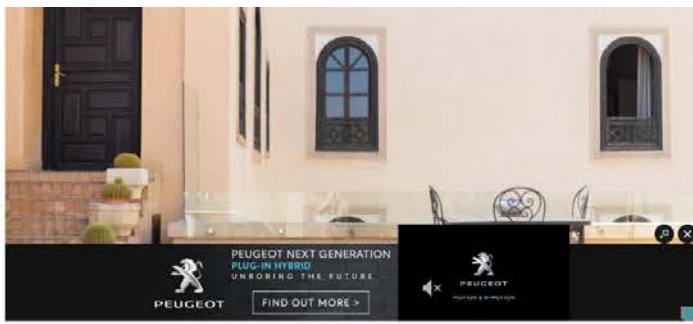 PEUGEOT NEXT GENERATION
PLUG-IN HYBRID
UNBORING THE FUTURE
FIND OUT MORE >
PEUGEOT
PEUGEOT